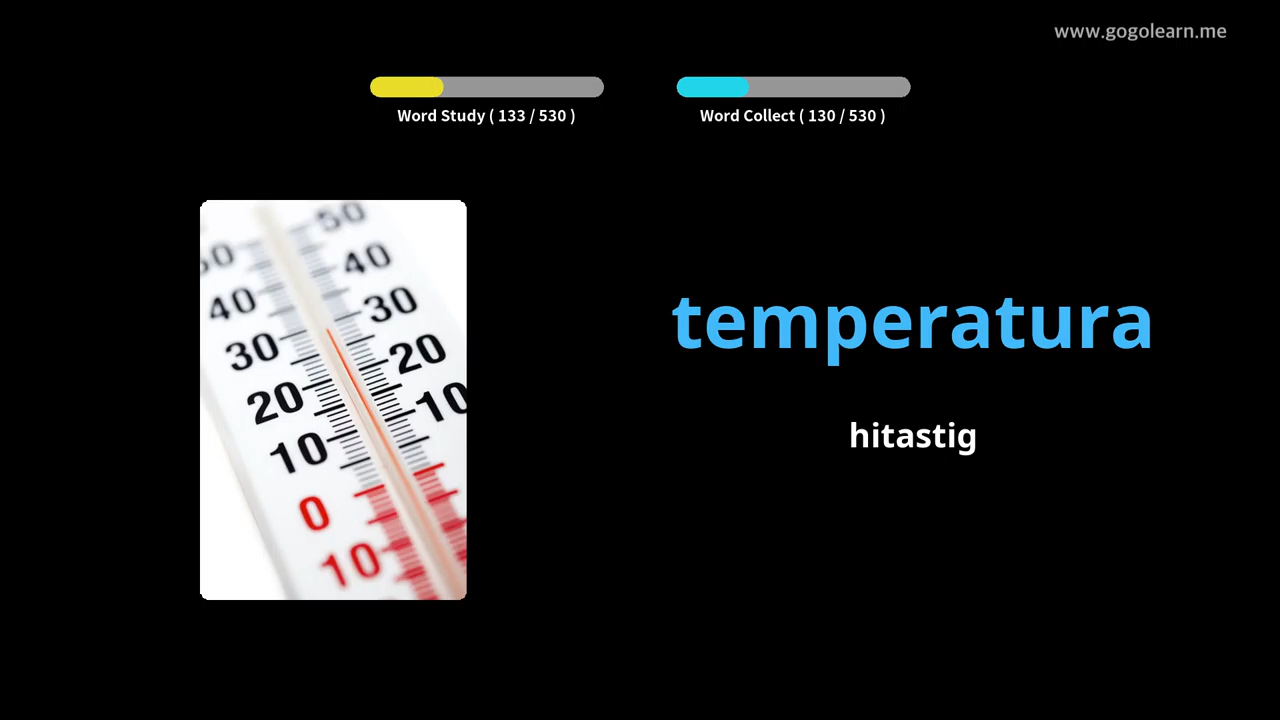 www.gogolearn.me
Word Study ( 133 / 530 )
Word Collect ( 130 / 530 )
50
40
40
30
30
20
20
10
10
0
10
temperatura
hitastig